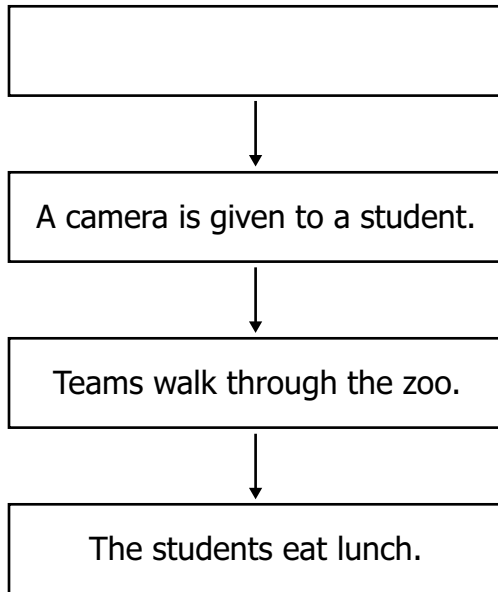 A camera is given to a student.
Teams walk through the zoo.
The students eat lunch.